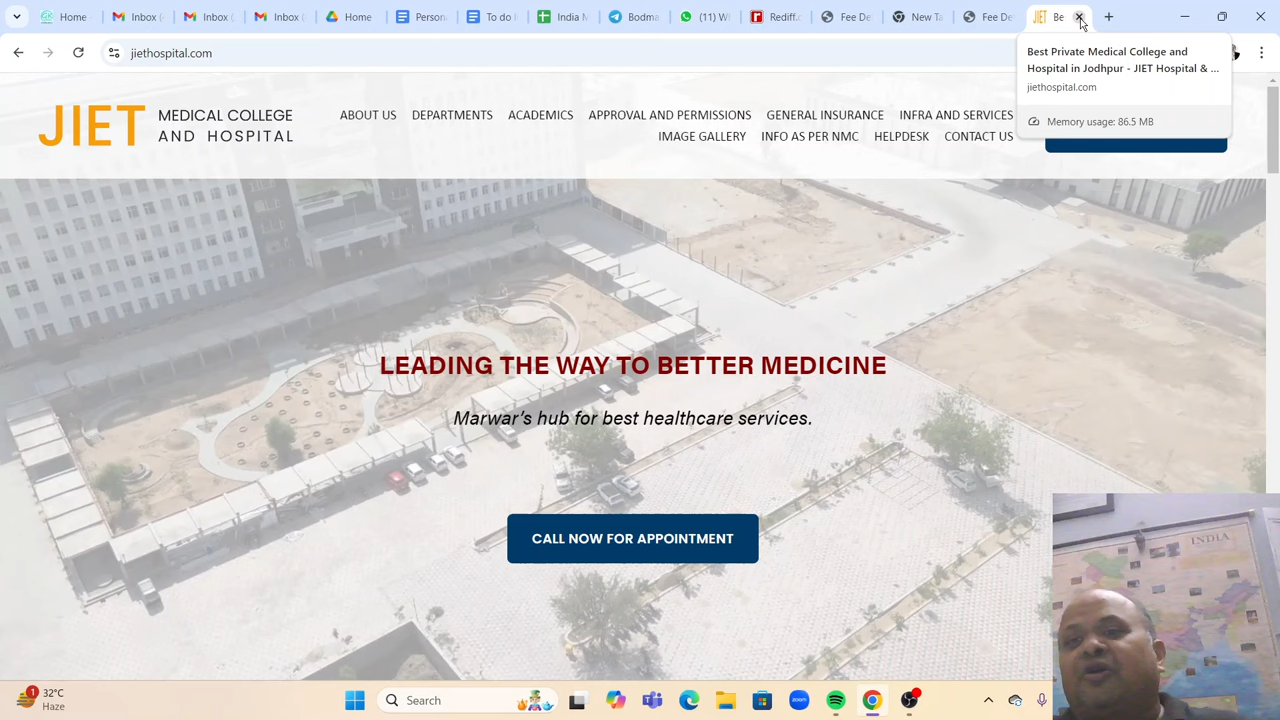 Home
Inbox (
Inbox (
Inbox (
Home
Person
To do l
India M
Bodma
(11) W
Rediff.c
Fee De
New Ta
Fee De
Be
jiethospital.com
Best Private Medical College and
Hospital in Jodhpur - JIET Hospital & ...
jiethospital.com
Memory usage: 86.5 MB
JIET
MEDICAL COLLEGE
AND HOSPITAL
ABOUT US DEPARTMENTS ACADEMICS APPROVAL AND PERMISSIONS GENERAL INSURANCE INFRA AND SERVICES
IMAGE GALLERY INFO AS PER NMC HELPDESK CONTACT US
LEADING THE WAY TO BETTER MEDICINE
Marwar’s hub for best healthcare services.
CALL NOW FOR APPOINTMENT
INDIA
1
32°C
Haze
Search
zoom